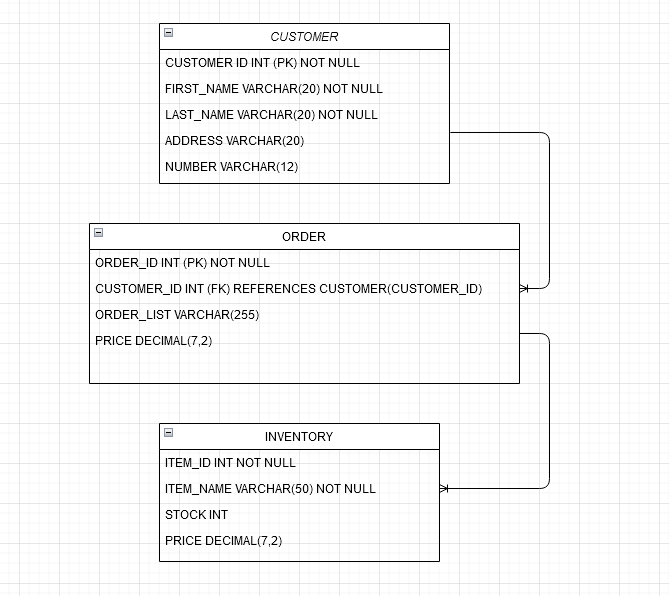 CUSTOMER
CUSTOMER ID INT (PK) NOT NULL
FIRST_NAME VARCHAR(20) NOT NULL
LAST_NAME VARCHAR(20) NOT NULL
ADDRESS VARCHAR(20)
NUMBER VARCHAR(12)
ORDER
ORDER_ID INT (PK) NOT NULL
CUSTOMER_ID INT (FK) REFERENCES CUSTOMER(CUSTOMER_ID)
ORDER_LIST VARCHAR(255)
PRICE DECIMAL(7,2)
INVENTORY
ITEM_ID INT NOT NULL
ITEM_NAME VARCHAR(50) NOT NULL
STOCK INT
PRICE DECIMAL(7,2)